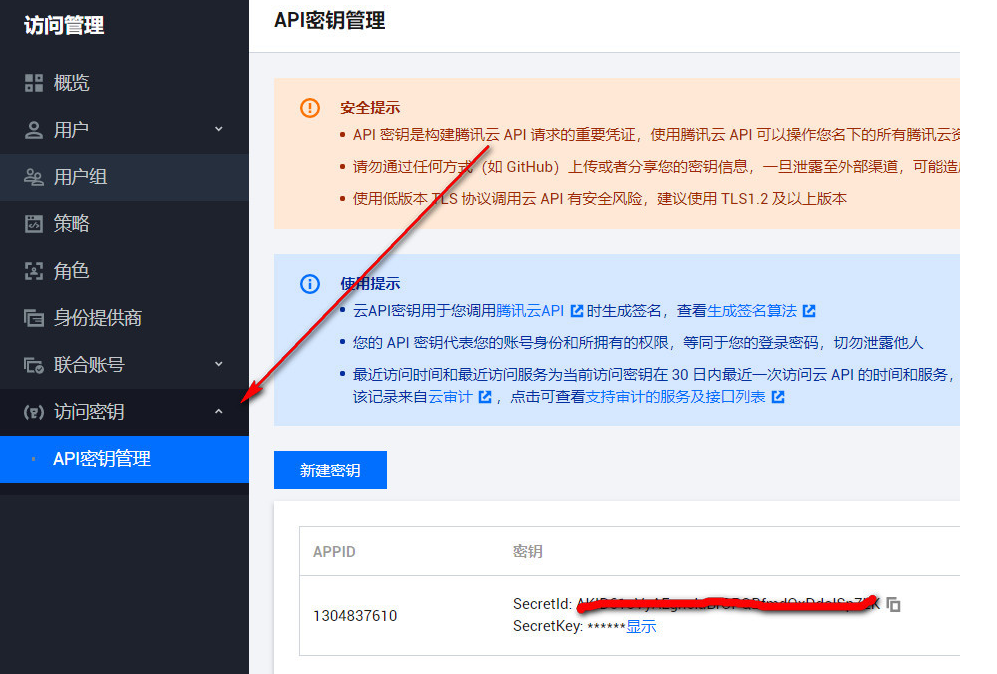 访问管理
API密钥管理
概览
用户
用户组
策略
角色
身份提供商
联合账号
访问密钥
API密钥管理
安全提示
API 密钥是构建腾讯云 API 请求的重要凭证，使用腾讯云 API 可以操作您名下的所有腾讯云资
请勿通过任何方式（如 GitHub）上传或者分享您的密钥信息，一旦泄露至外部渠道，可能造
使用低版本 TLS 协议调用云 API 有安全风险，建议使用 TLS1.2 及以上版本
使用提示
云API密钥用于您调用腾讯云API 时生成签名，查看生成签名算法
您的 API 密钥代表您的账号身份和所拥有的权限，等同于您的登录密码，切勿泄露他人
最近访问时间和最近访问服务为当前访问密钥在 30 日内最近一次访问云 API 的时间和服务，
该记录来自云审计 ，点击可查看支持审计的服务及接口列表
新建密钥
APPID 密钥
1304837610
SecretId:
SecretKey: ******显示